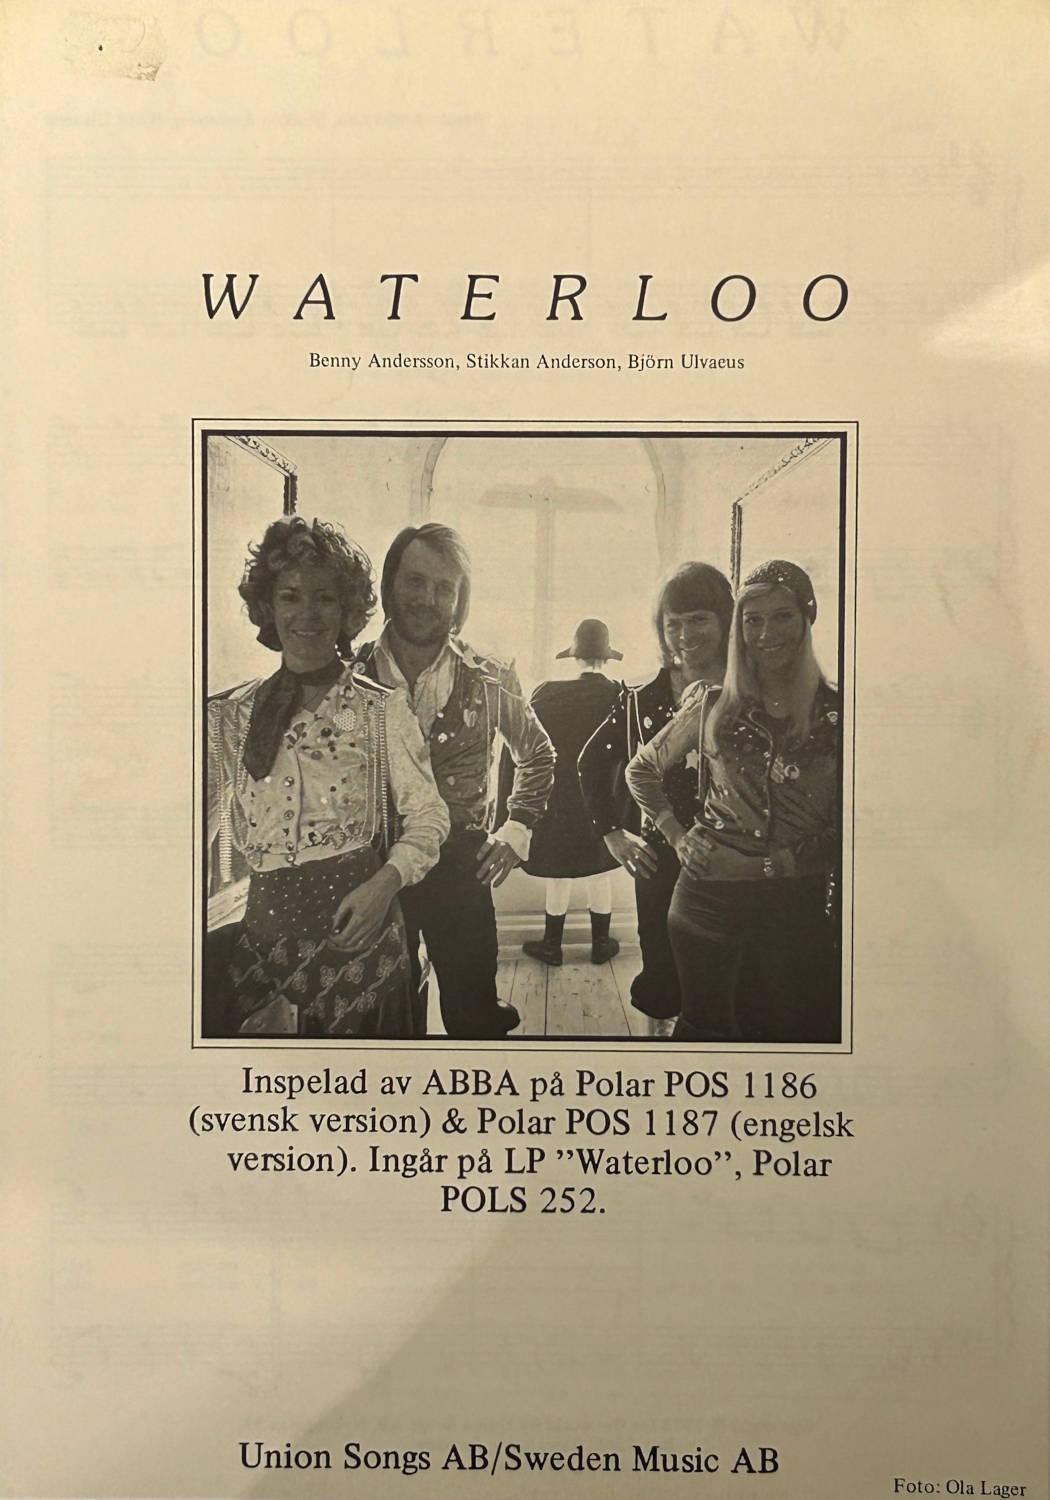 WATERLOO
Benny Andersson, Stikkan Anderson, Björn Ulvaeus
Inspelad av ABBA på Polar POS 1186
(svensk version) & Polar POS 1187 (engelsk
version). Ingår på LP ”Waterloo”, Polar
POLS 252.
Union Songs AB/Sweden Music AB
Foto: Ola Lager